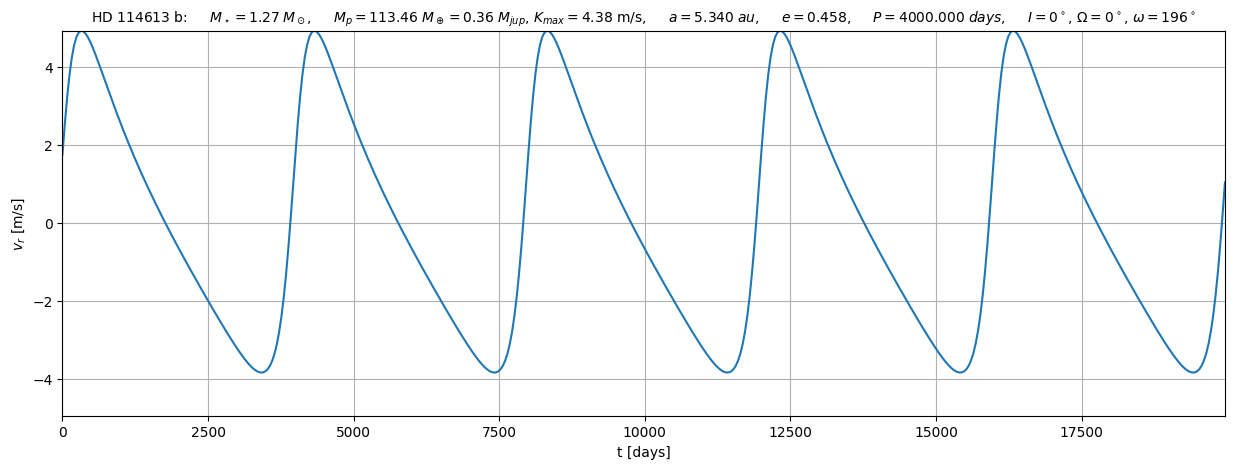 HD 114613 b: M⋆ = 1.27 M⊙, Mp = 113.46 M⊕ = 0.36 Mjup, Kmax = 4.38 m/s, a = 5.340 au, e = 0.458, P = 4000.000 days, I = 0°, Ω = 0°, ω = 196°
4
2
0
−2
−4
vr [m/s]
0 2500 5000 7500 10000 12500 15000 17500
t [days]